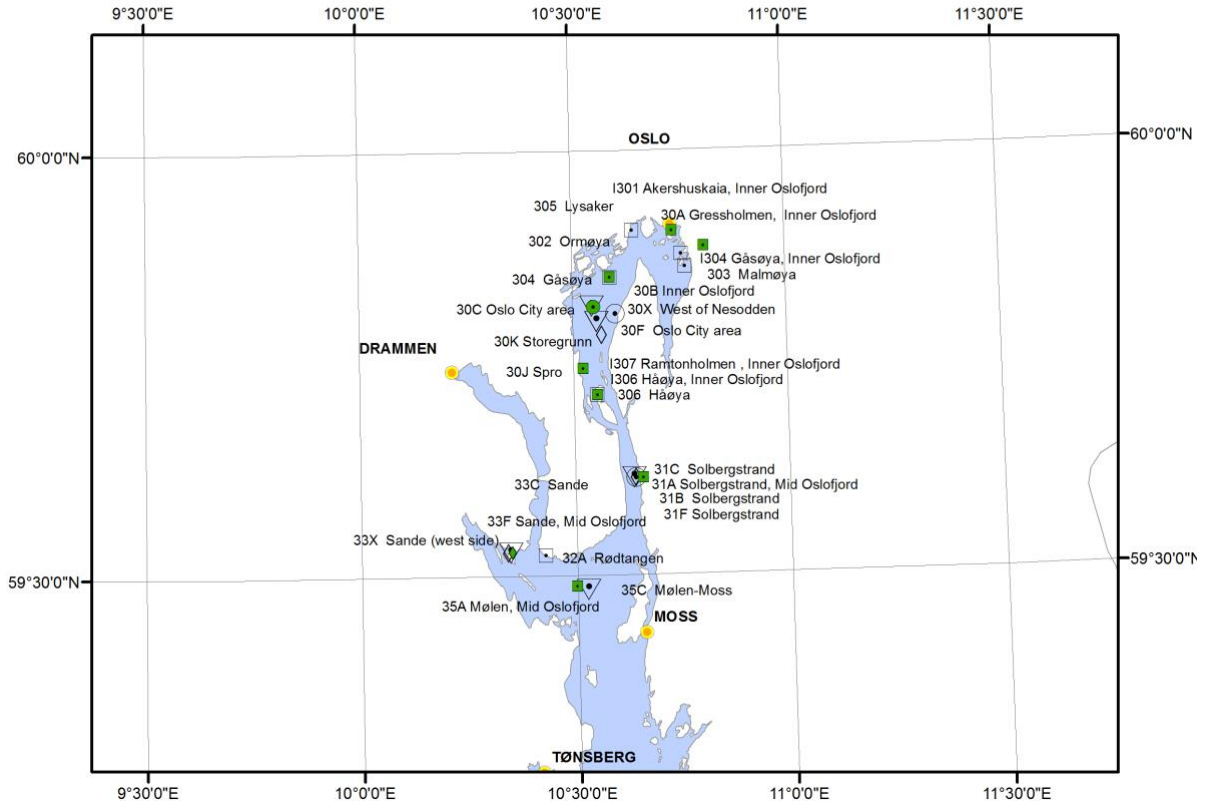 9°30'0"E
10°0'0"E
10°30'0"E
11°0'0"E
11°30'0"E
60°0'0"N
OSLO
60°0'0"N
I301 Akershuskaia, Inner Oslofjord
305 Lysaker
30A Gressholmen, Inner Oslofjord
302 Ormøya
I304 Gåsøya, Inner Oslofjord
304 Gåsøya
303 Malmøya
30B Inner Oslofjord
30C Oslo City area
30X West of Nesodden
30F Oslo City area
30K Storegrunn
DRAMMEN
I307 Ramtonholmen , Inner Oslofjord
30J Spro
I306 Håøya, Inner Oslofjord
306 Håøya
31C Solbergstrand
33C Sande
31A Solbergstrand, Mid Oslofjord
31B Solbergstrand
31F Solbergstrand
33F Sande, Mid Oslofjord
33X Sande (west side)
32A Rødtangen
59°30'0"N
59°30'0"N
35C Mølen-Moss
35A Mølen, Mid Oslofjord
MOSS
TØNSBERG
9°30'0"E
10°0'0"E
10°30'0"E
11°0'0"E
11°30'0"E